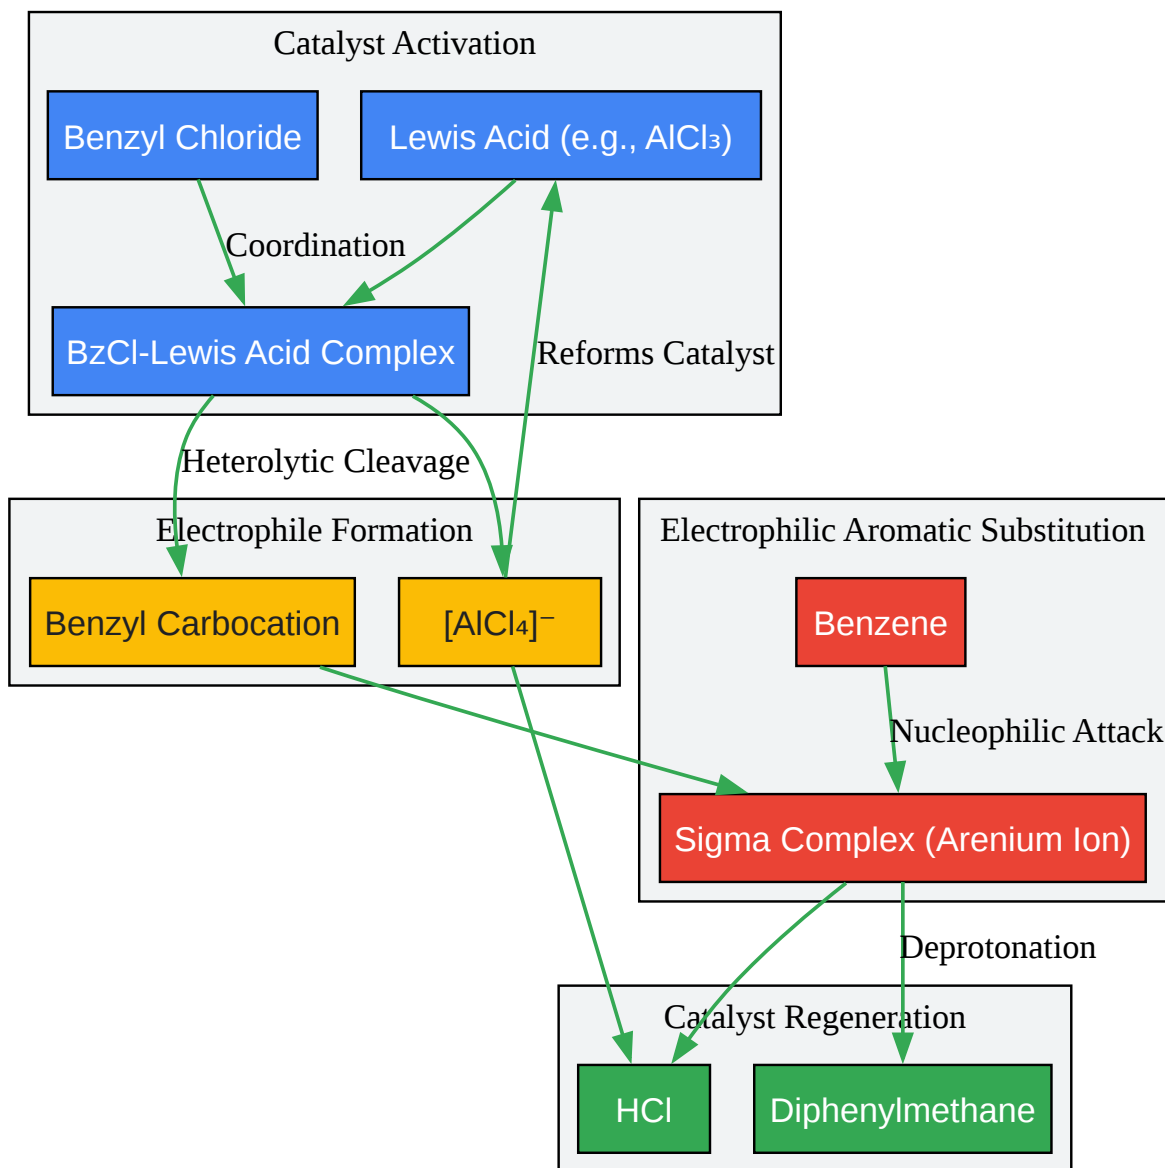 Catalyst Activation
Benzyl Chloride
Lewis Acid (e.g., AlCl₃)
Coordination
BzCl-Lewis Acid Complex
Reforms Catalyst
Heterolytic Cleavage
Electrophile Formation
Electrophilic Aromatic Substitution
Benzyl Carbocation
[AlCl₄]⁻
Benzene
Nucleophilic Attack
Sigma Complex (Arenium Ion)
Deprotonation
Catalyst Regeneration
HCl
Diphenylmethane